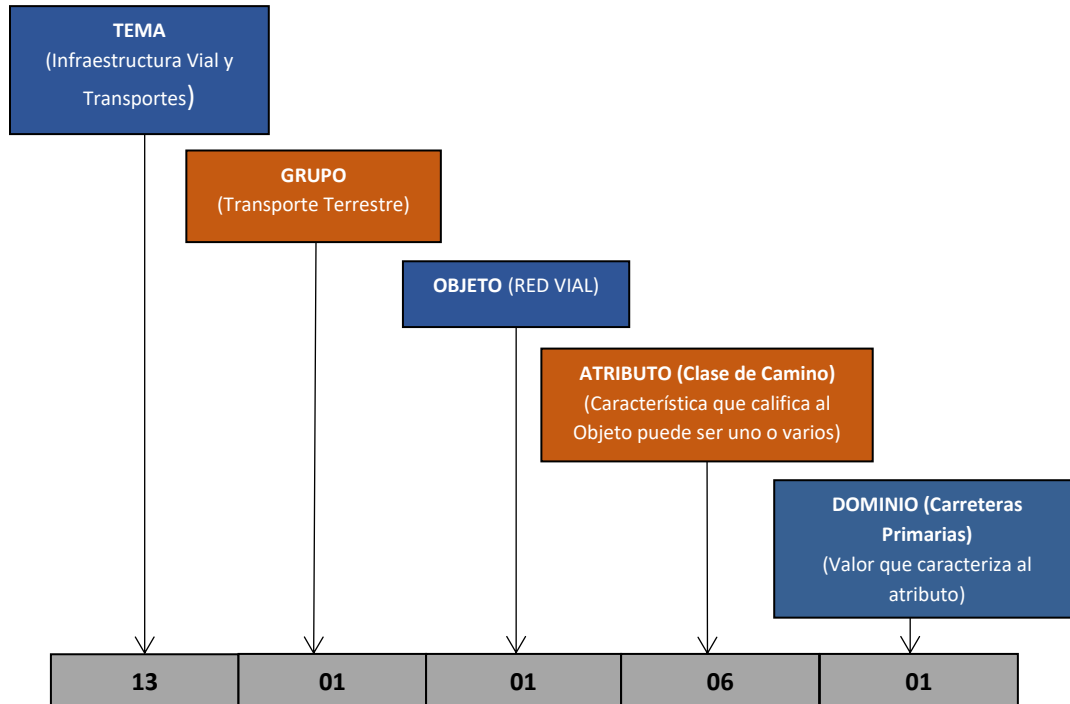 TEMA
(Infraestructura Vial y
Transportes)
GRUPO
(Transporte Terrestre)
OBJETO (RED VIAL)
ATRIBUTO (Clase de Camino)
(Característica que califica al
Objeto puede ser uno o varios)
DOMINIO (Carreteras
Primarias)
(Valor que caracteriza al
atributo)
13 01 01 06 01